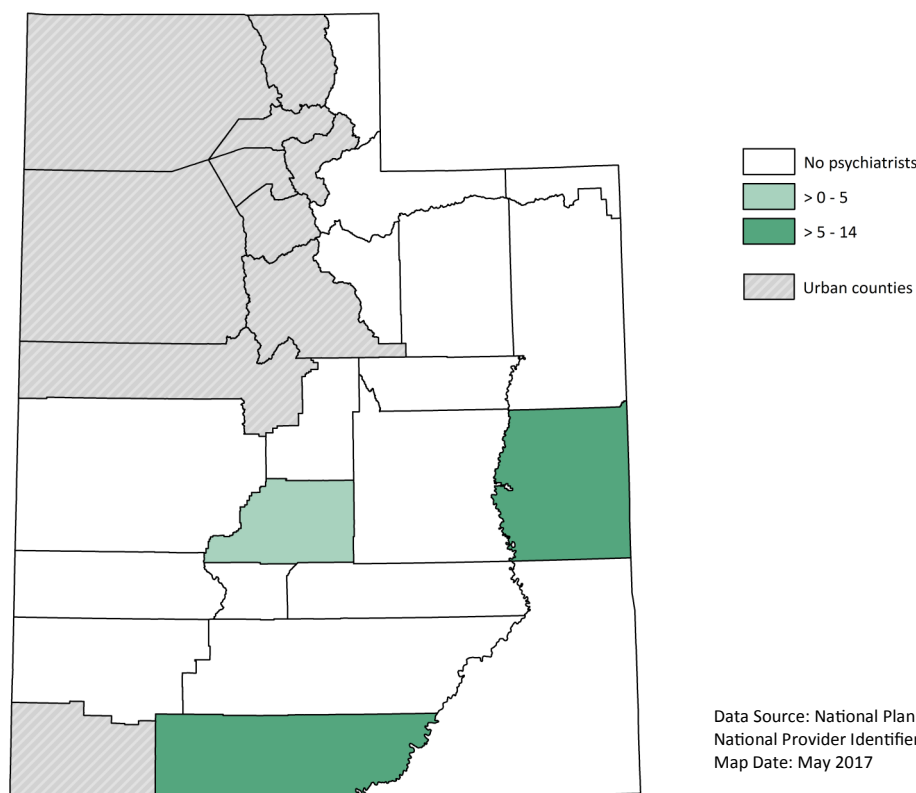 No psychiatrists
> 0 - 5
> 5 - 14
Urban counties
Data Source: National Plan
National Provider Identifier
Map Date: May 2017